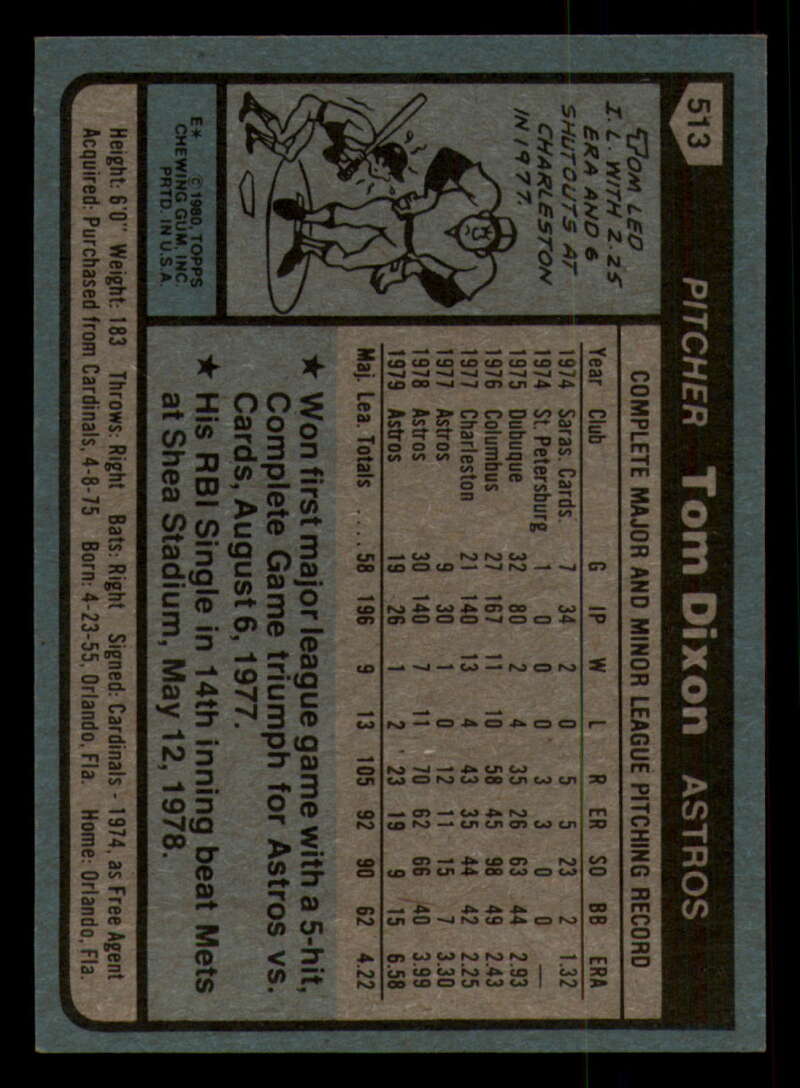 513
PITCHER Tom Dixon ASTROS
TOM LED
I.L. WITH 2.25
ERA AND 6
SHUTOUTS AT
CHARLESTON
IN 1977.
E* © 1980, TOPPS
CHEWING GUM, INC.
PRTD. IN U.S.A.
COMPLETE MAJOR AND MINOR LEAGUE PITCHING RECORD
Year Club G IP W L R ER SO BB ERA
1974 Saras. Cards. 7 34 2 0 5 5 23 2 1.32
1974 St. Petersburg 1 0 0 0 3 3 0 0 —
1975 Dubuque 32 80 2 4 35 26 63 44 2.93
1976 Columbus 27 167 11 10 58 45 98 49 2.43
1977 Charleston 21 140 13 4 43 35 44 42 2.25
1977 Astros 9 30 1 0 12 11 15 7 3.30
1978 Astros 30 140 7 11 70 62 66 40 3.99
1979 Astros 19 26 1 2 23 19 9 15 6.58
Maj. Lea. Totals .... 58 196 9 13 105 92 90 62 4.22
★ Won first major league game with a 5-hit,
Complete Game triumph for Astros vs.
Cards, August 6, 1977.
★ His RBI Single in 14th inning beat Mets
at Shea Stadium, May 12, 1978.
Height: 6'0" Weight: 183 Throws: Right Bats: Right Signed: Cardinals - 1974, as Free Agent
Acquired: Purchased from Cardinals, 4-8-75 Born: 4-23-55, Orlando, Fla. Home: Orlando, Fla.